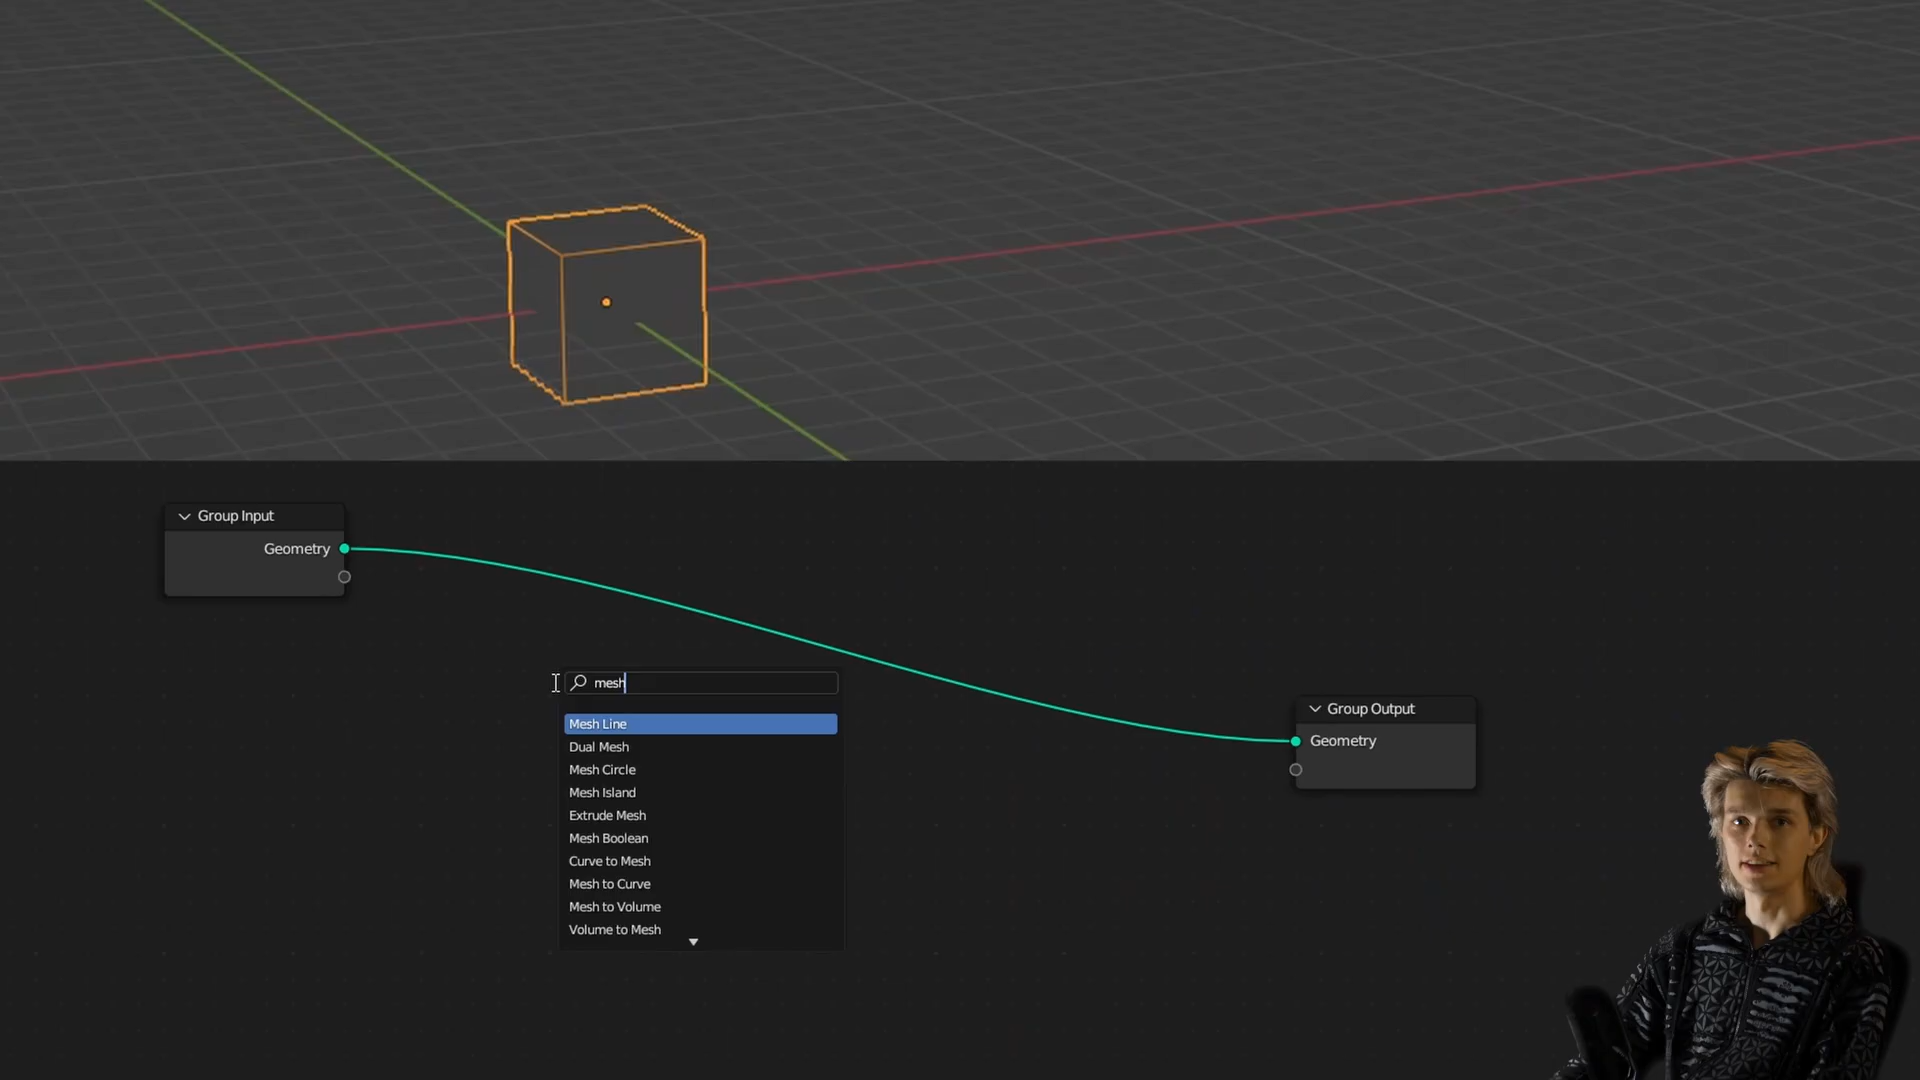 Group Input
Geometry
mesh
Mesh Line
Dual Mesh
Mesh Circle
Mesh Island
Extrude Mesh
Mesh Boolean
Curve to Mesh
Mesh to Curve
Mesh to Volume
Volume to Mesh
Group Output
Geometry